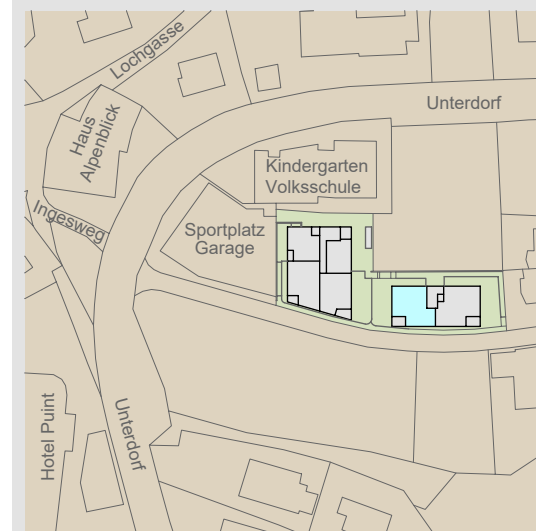 Lochgasse
Unterdorf
Haus
Alpenblick
Kindergarten
Volksschule
Ingesweg
Sportplatz
Garage
Hotel Puint
Unterdorf